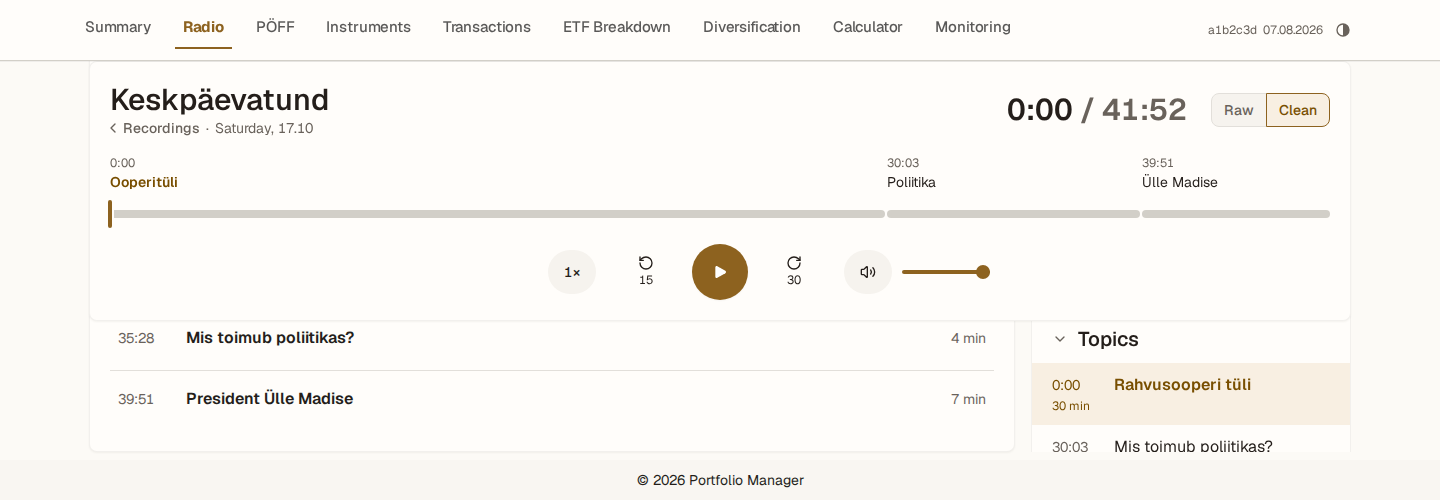 Summary Radio PÖFF Instruments Transactions ETF Breakdown Diversification Calculator Monitoring a1b2c3d 07.08.2026
Keskpäevatund
Recordings · Saturday, 17.10
0:00 / 41:52
Raw Clean
0:00 30:03 39:51
Ooperitüli Poliitika Ülle Madise
1×
15
30
35:28 Mis toimub poliitikas? 4 min
39:51 President Ülle Madise 7 min
Topics
0:00 Rahvusooperi tüli
30 min
30:03 Mis toimub poliitikas?
© 2026 Portfolio Manager